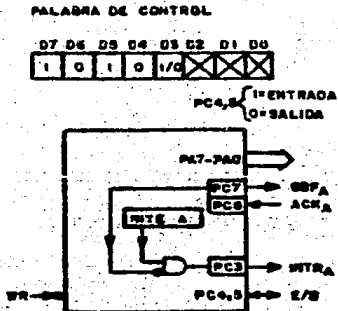 PALABRA DE CONTROL
D7 D6 D5 D4 D3 D2 D1 D0
1 0 1 0 1/0
PC4,5 1=ENTRADA
0=SALIDA
PA7-PA0
PC7 OBFA
PC6 ACKA
INTE A
PC3 INTRA
WR PC4,5 E/S